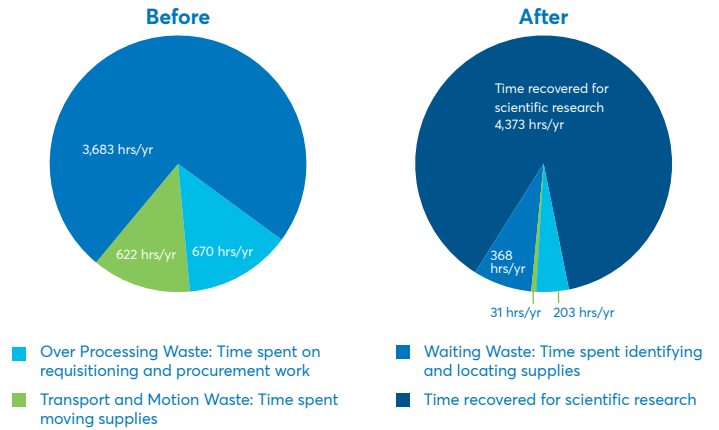 Before
3,683 hrs/yr
622 hrs/yr
670 hrs/yr
After
Time recovered for
scientific research
4,373 hrs/yr
368
hrs/yr
31 hrs/yr
203 hrs/yr
Over Processing Waste: Time spent on
requisitioning and procurement work
Transport and Motion Waste: Time spent
moving supplies
Waiting Waste: Time spent identifying
and locating supplies
Time recovered for scientific research